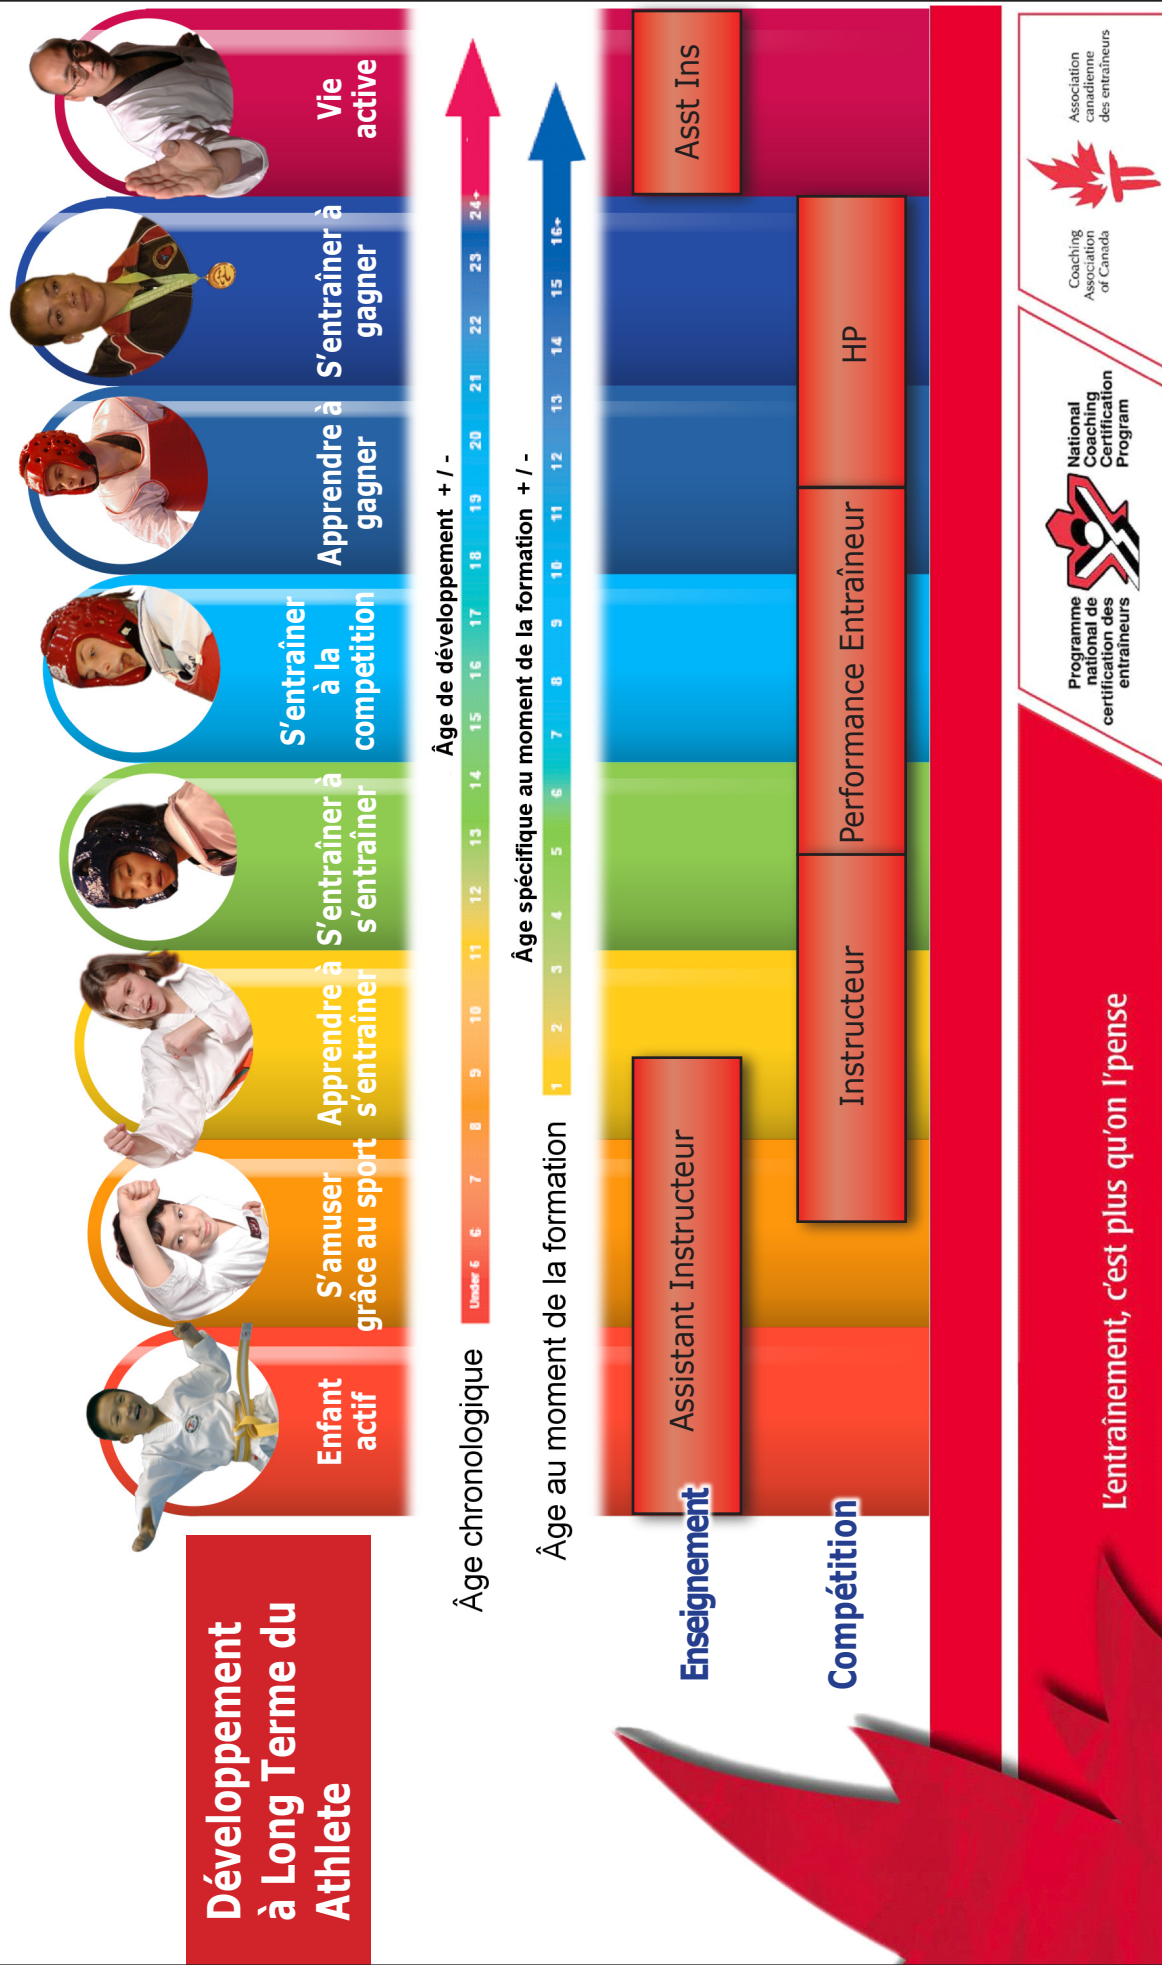 Développement
à Long Terme du
Athlete
Enfant
actif
S'amuser
grâce au sport
Apprendre à
s'entraîner
S'entraîner à
s'entraîner
S'entraîner
à la
competition
Apprendre à
gagner
S'entraîner à
gagner
Vie
active
Âge de développement + / -
Âge chronologique
Under 6 6 7 8 9 10 11 12 13 14 15 16 17 18 19 20 21 22 23 24+
Âge spécifique au moment de la formation + / -
Âge au moment de la formation
1 2 3 4 5 6 7 8 9 10 11 12 13 14 15 16+
Enseignement
Assistant Instructeur
Asst Ins
Compétition
Instructeur
Performance Entraîneur
HP
L'entraînement, c'est plus qu'on l'pense
Programme
national de
certification des
entraîneurs
National
Coaching
Certification
Program
Coaching
Association
of Canada
Association
canadienne
des entraîneurs